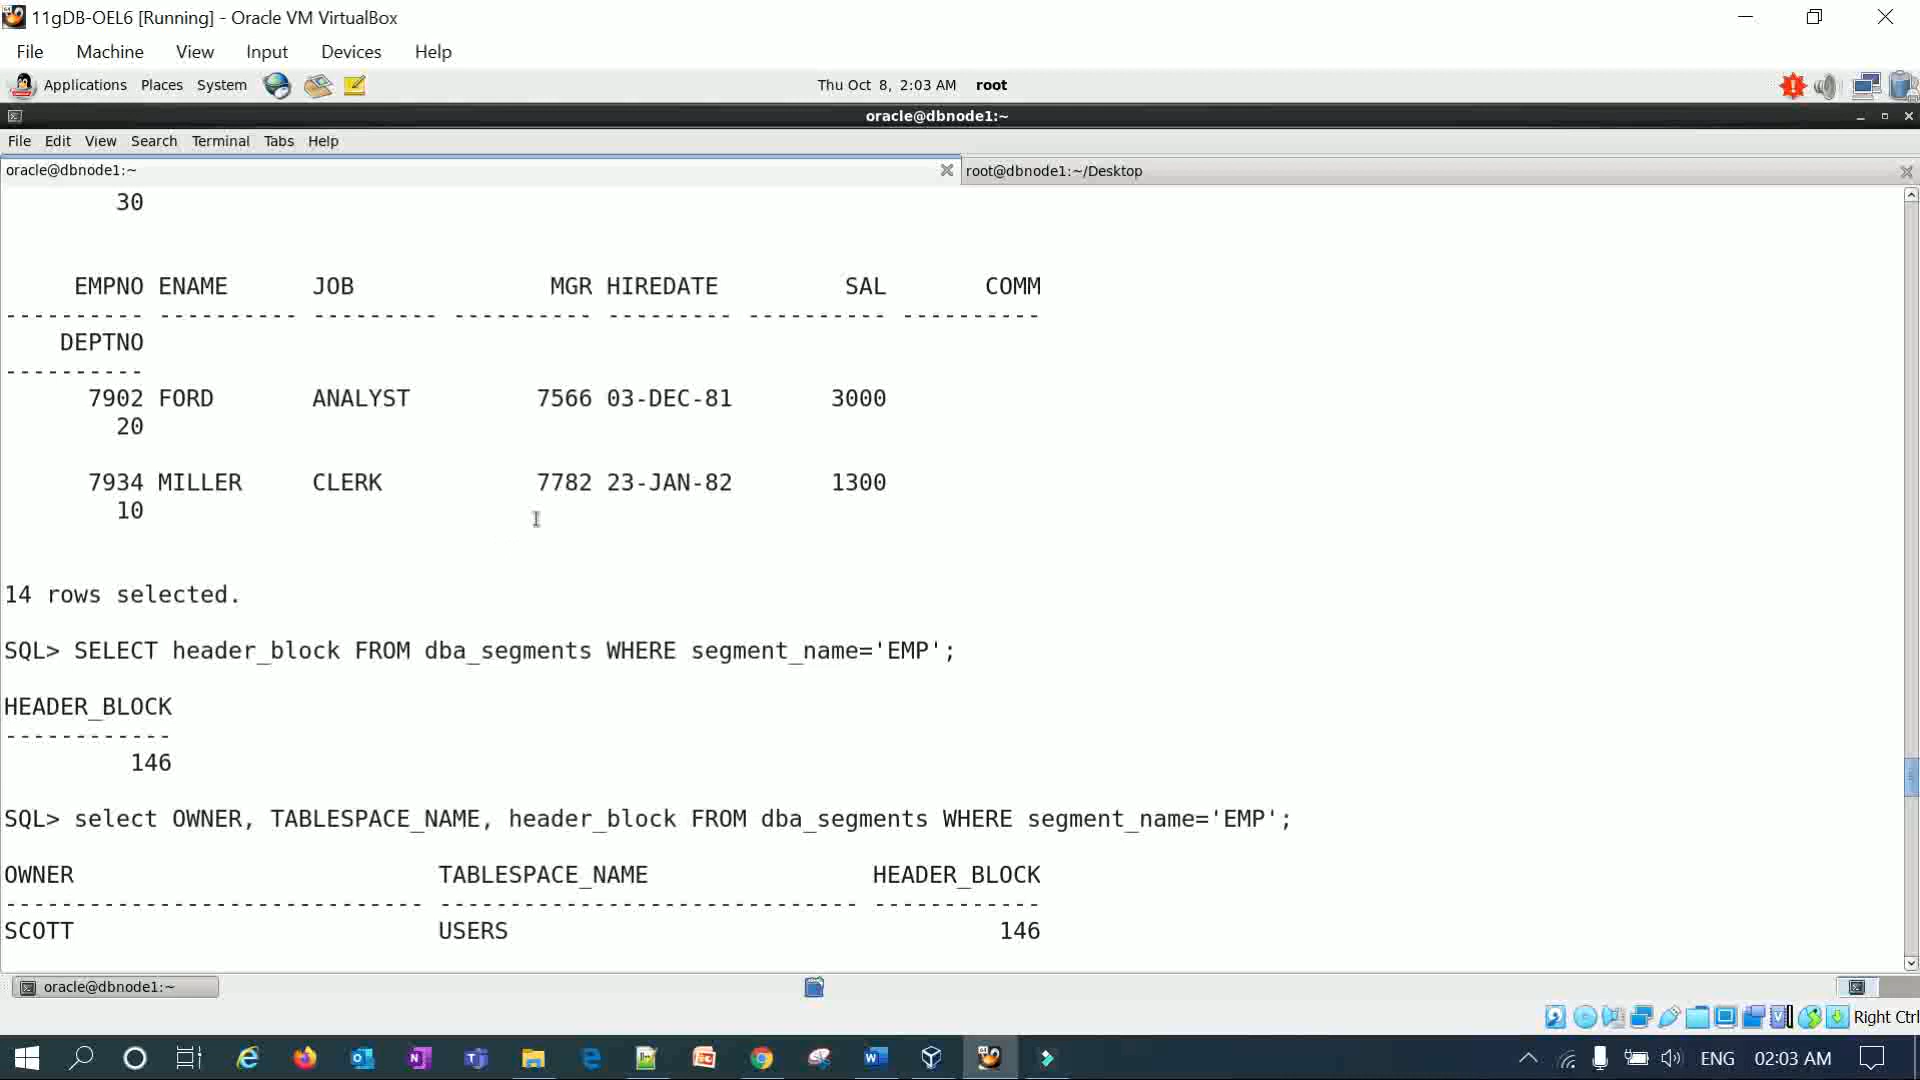 11gDB-OEL6 [Running] - Oracle VM VirtualBox
File Machine View Input Devices Help
Applications Places System Thu Oct 8, 2:03 AM root
oracle@dbnode1:~
File Edit View Search Terminal Tabs Help
oracle@dbnode1:~ root@dbnode1:~/Desktop
30
EMPNO ENAME JOB MGR HIREDATE SAL COMM
---------- ---------- --------- ---------- --------- ---------- ----------
DEPTNO
----------
7902 FORD ANALYST 7566 03-DEC-81 3000
20
7934 MILLER CLERK 7782 23-JAN-82 1300
10
14 rows selected.
SQL> SELECT header_block FROM dba_segments WHERE segment_name='EMP';
HEADER_BLOCK
------------
146
SQL> select OWNER, TABLESPACE_NAME, header_block FROM dba_segments WHERE segment_name='EMP';
OWNER TABLESPACE_NAME HEADER_BLOCK
------------------------------ ------------------------------ ------------
SCOTT USERS 146
oracle@dbnode1:~
Right Ctrl
ENG 02:03 AM